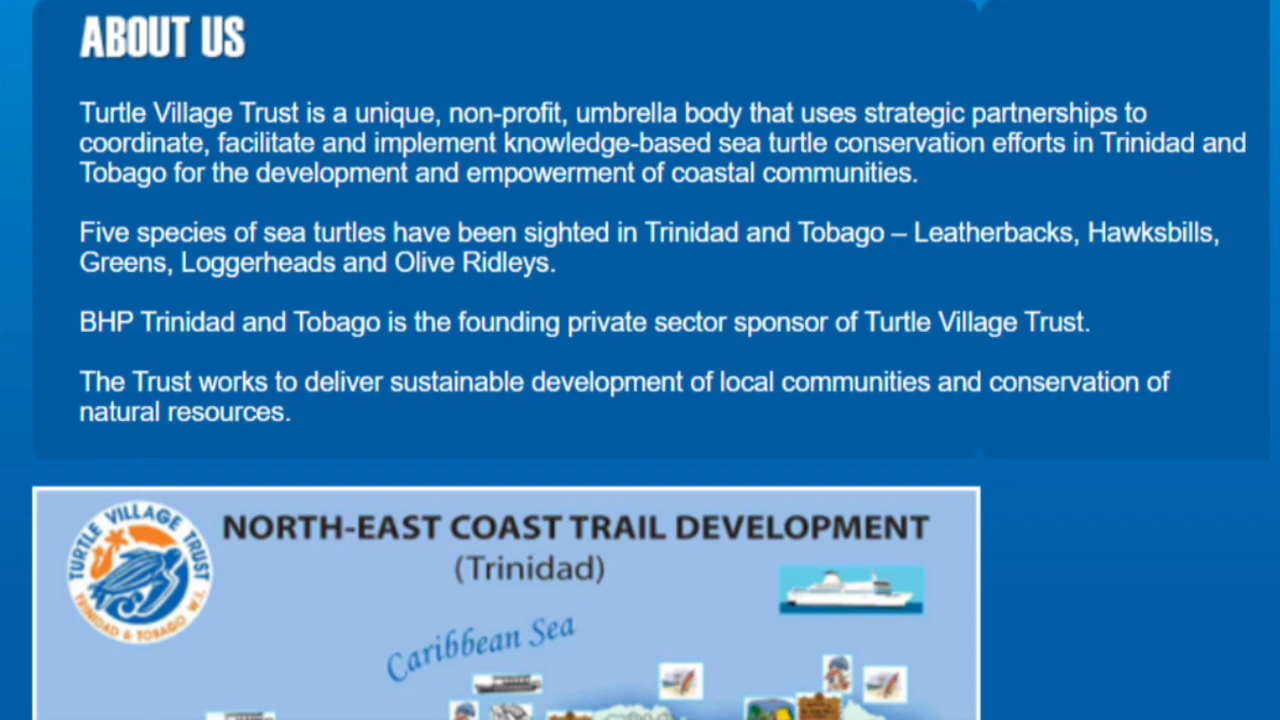 ABOUT US
Turtle Village Trust is a unique, non-profit, umbrella body that uses strategic partnerships to
coordinate, facilitate and implement knowledge-based sea turtle conservation efforts in Trinidad and
Tobago for the development and empowerment of coastal communities.
Five species of sea turtles have been sighted in Trinidad and Tobago – Leatherbacks, Hawksbills,
Greens, Loggerheads and Olive Ridleys.
BHP Trinidad and Tobago is the founding private sector sponsor of Turtle Village Trust.
The Trust works to deliver sustainable development of local communities and conservation of
natural resources.
TURTLE VILLAGE TRUST
TRINIDAD & TOBAGO W.I.
NORTH-EAST COAST TRAIL DEVELOPMENT
(Trinidad)
Caribbean Sea